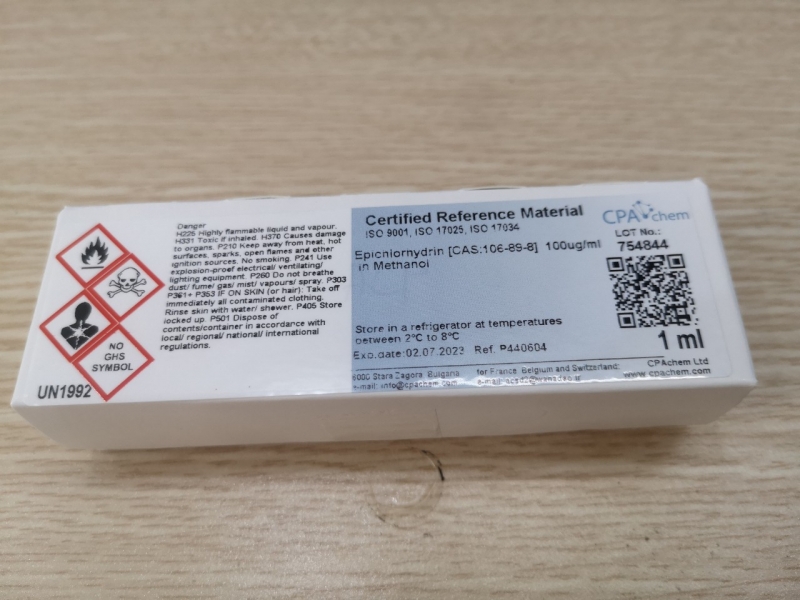 Danger
H225 Highly flammable liquid and vapour.
H331 Toxic if inhaled. H370 Causes damage
to organs. P210 Keep away from heat, hot
surfaces, sparks, open flames and other
ignition sources. No smoking. P241 Use
explosion-proof electrical/ ventilating/
lighting equipment. P260 Do not breathe
dust/ fume/ gas/ mist/ vapours/ spray. P303
P361+ P353 IF ON SKIN (or hair): Take off
immediately all contaminated clothing.
Rinse skin with water/ shower. P405 Store
locked up. P501 Dispose of
contents/container in accordance with
local/ regional/ national/ international
regulations.
NO
GHS
SYMBOL
UN1992
Certified Reference Material
ISO 9001, ISO 17025, ISO 17034
Epichlorhydrin [CAS:106-89-8] 100ug/ml
in Methanol
Store in a refrigerator at temperatures
between 2°C to 8°C
Exp.date:02.07.2023 Ref. P440604
6000 Stara Zagora, Bulgaria
e-mail: info@cpachem.com
for France, Belgium and Switzerland:
e-mail:
CPAchem
LOT No.:
754844
1 ml
CPAchem Ltd
www.cpachem.com